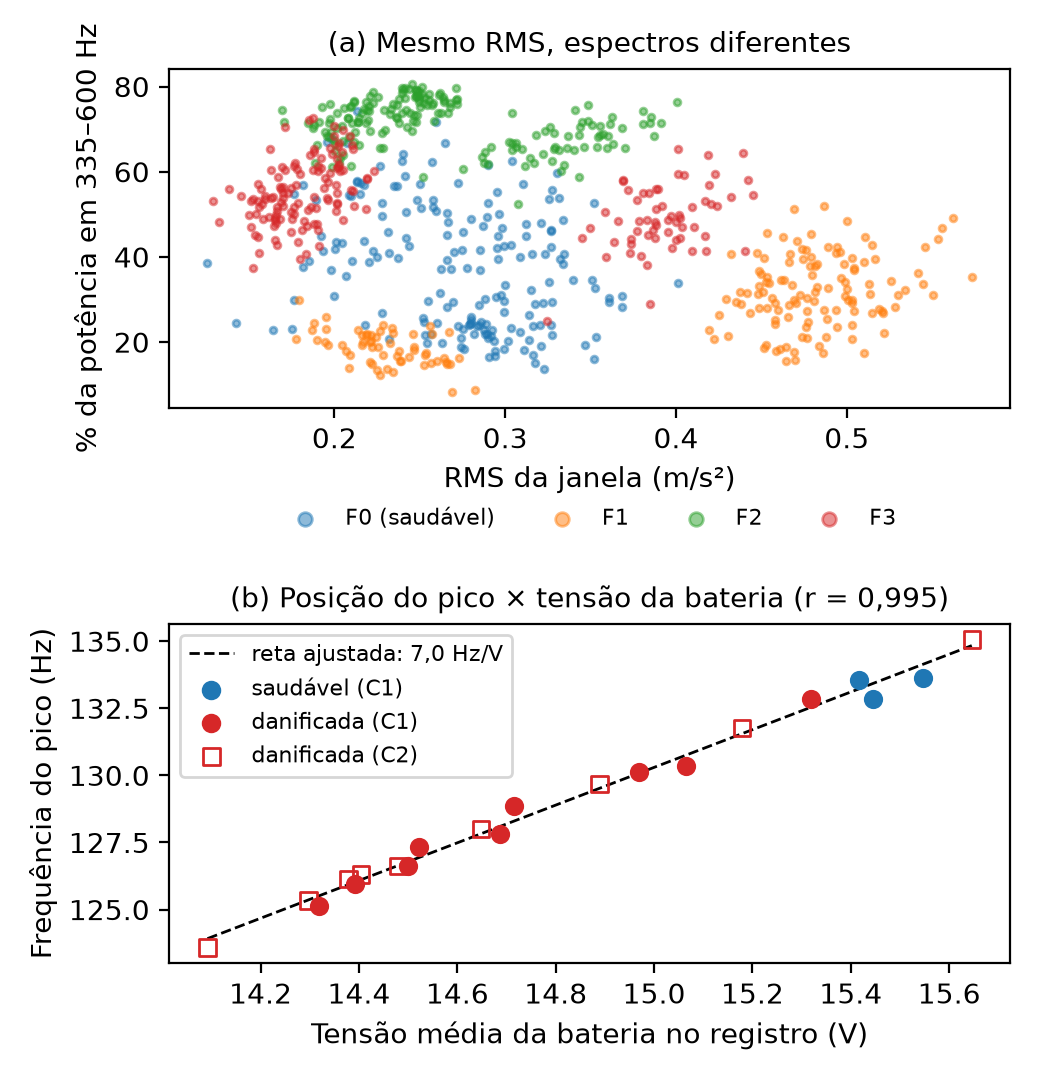 (a) Mesmo RMS, espectros diferentes
% da potência em 335–600 Hz
80
60
40
20
0.2 0.3 0.4 0.5
RMS da janela (m/s²)
F0 (saudável) F1 F2 F3
(b) Posição do pico × tensão da bateria (r = 0,995)
Frequência do pico (Hz)
135.0
132.5
130.0
127.5
125.0
reta ajustada: 7,0 Hz/V
saudável (C1)
danificada (C1)
danificada (C2)
14.2 14.4 14.6 14.8 15.0 15.2 15.4 15.6
Tensão média da bateria no registro (V)